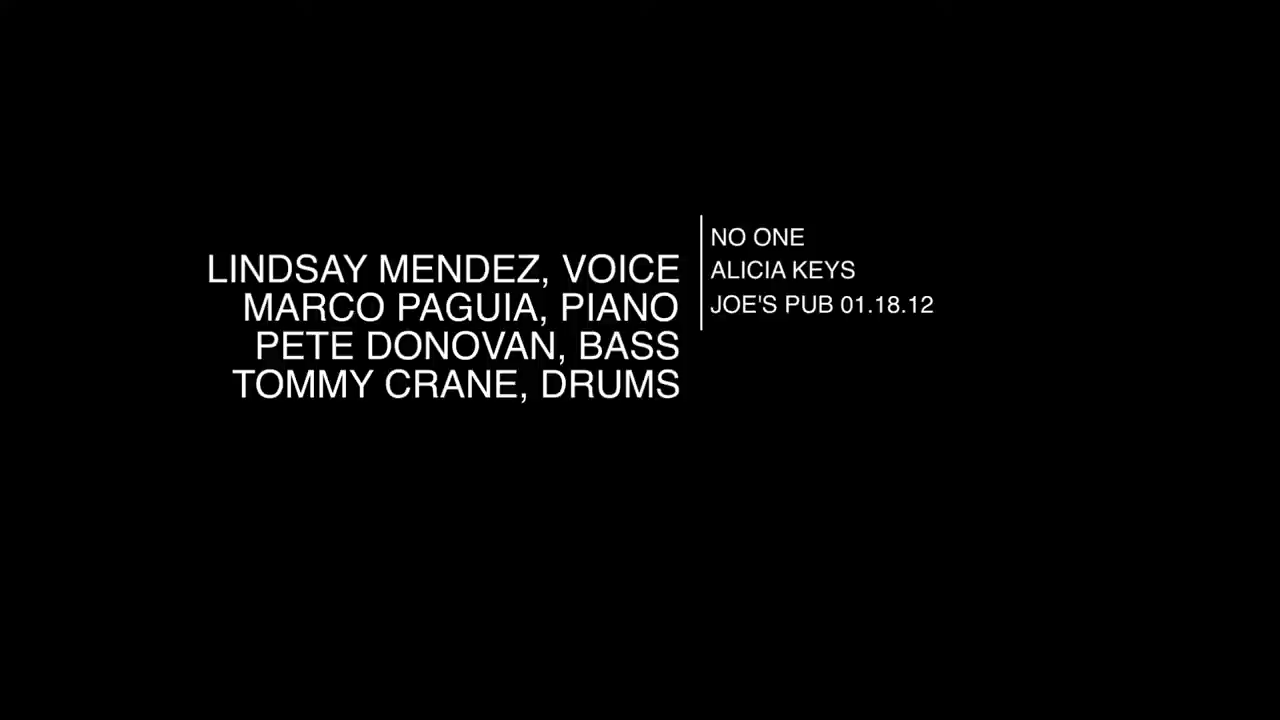 LINDSAY MENDEZ, VOICE
MARCO PAGUIA, PIANO
PETE DONOVAN, BASS
TOMMY CRANE, DRUMS
NO ONE
ALICIA KEYS
JOE'S PUB 01.18.12